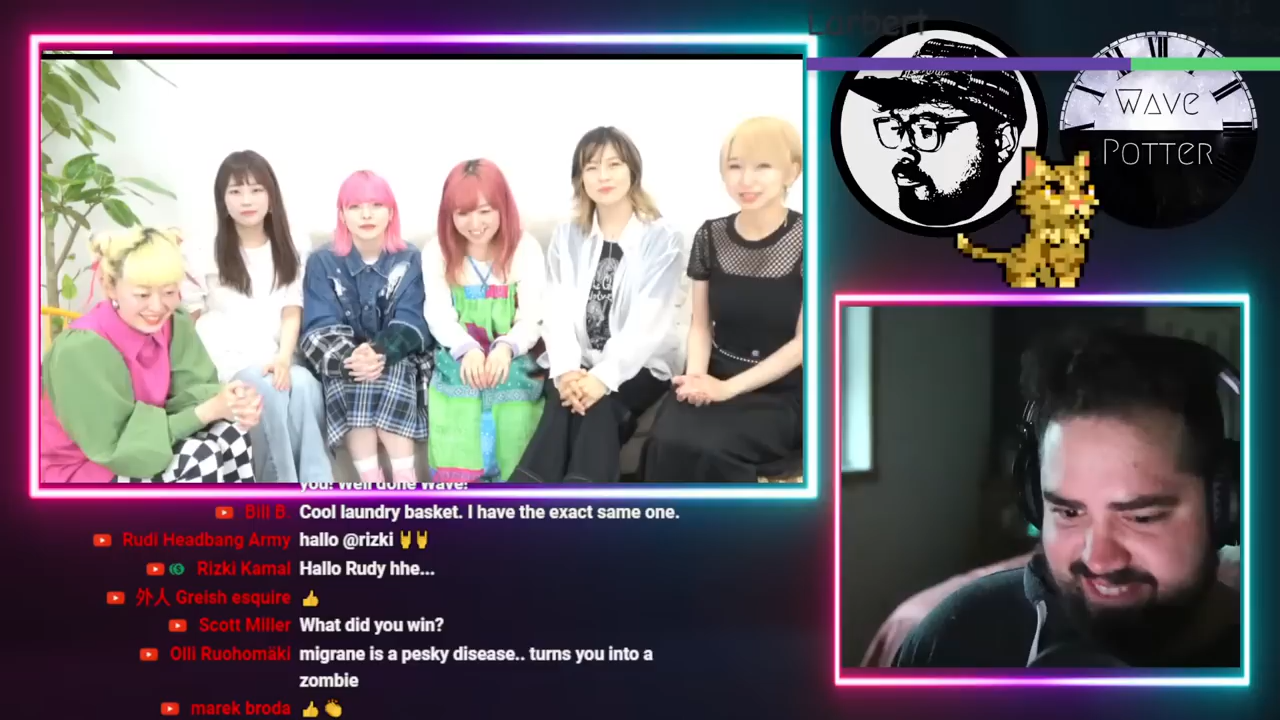 Larbert
WAVE
POTTER
you! Well done Wave!
Bill B. Cool laundry basket. I have the exact same one.
Rudi Headbang Army hallo @rizki 🤘🤘
Rizki Kamal Hallo Rudy hhe...
外人 Greish esquire 👍
Scott Miller What did you win?
Olli Ruohomäki migrane is a pesky disease.. turns you into a
zombie
marek broda 👍👏